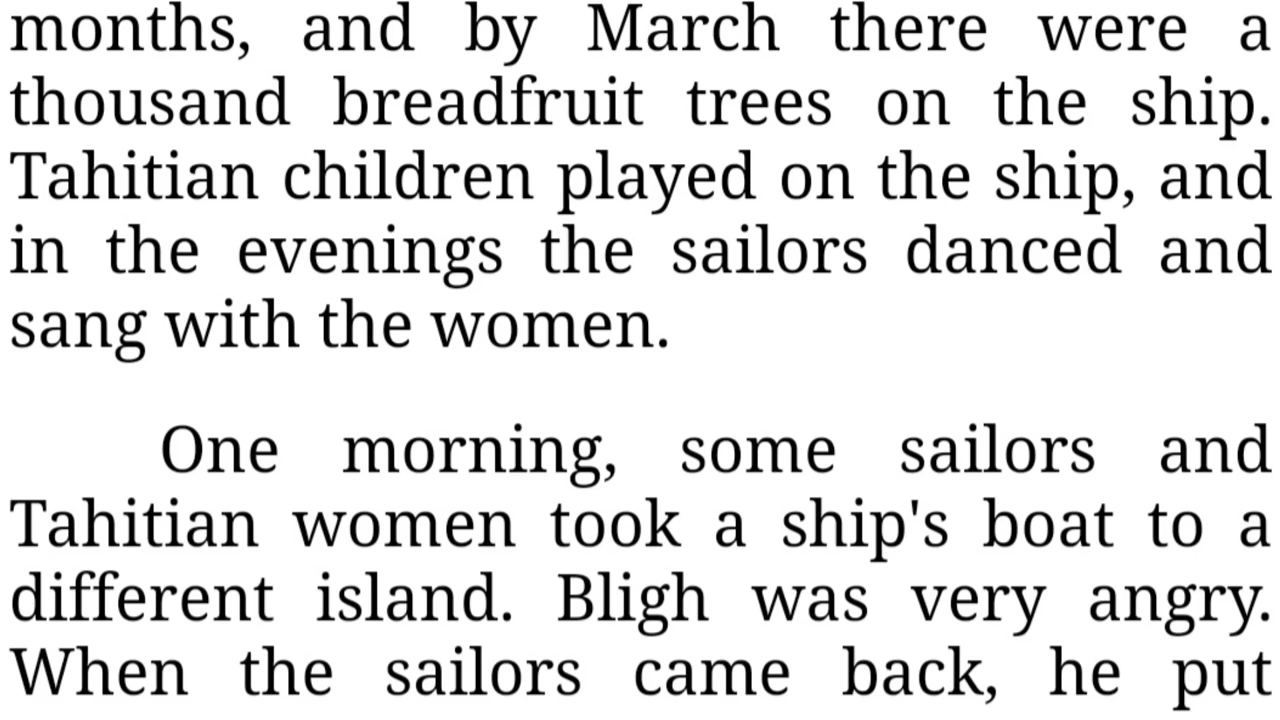 months, and by March there were a
thousand breadfruit trees on the ship.
Tahitian children played on the ship, and
in the evenings the sailors danced and
sang with the women.
One morning, some sailors and
Tahitian women took a ship's boat to a
different island. Bligh was very angry.
When the sailors came back, he put